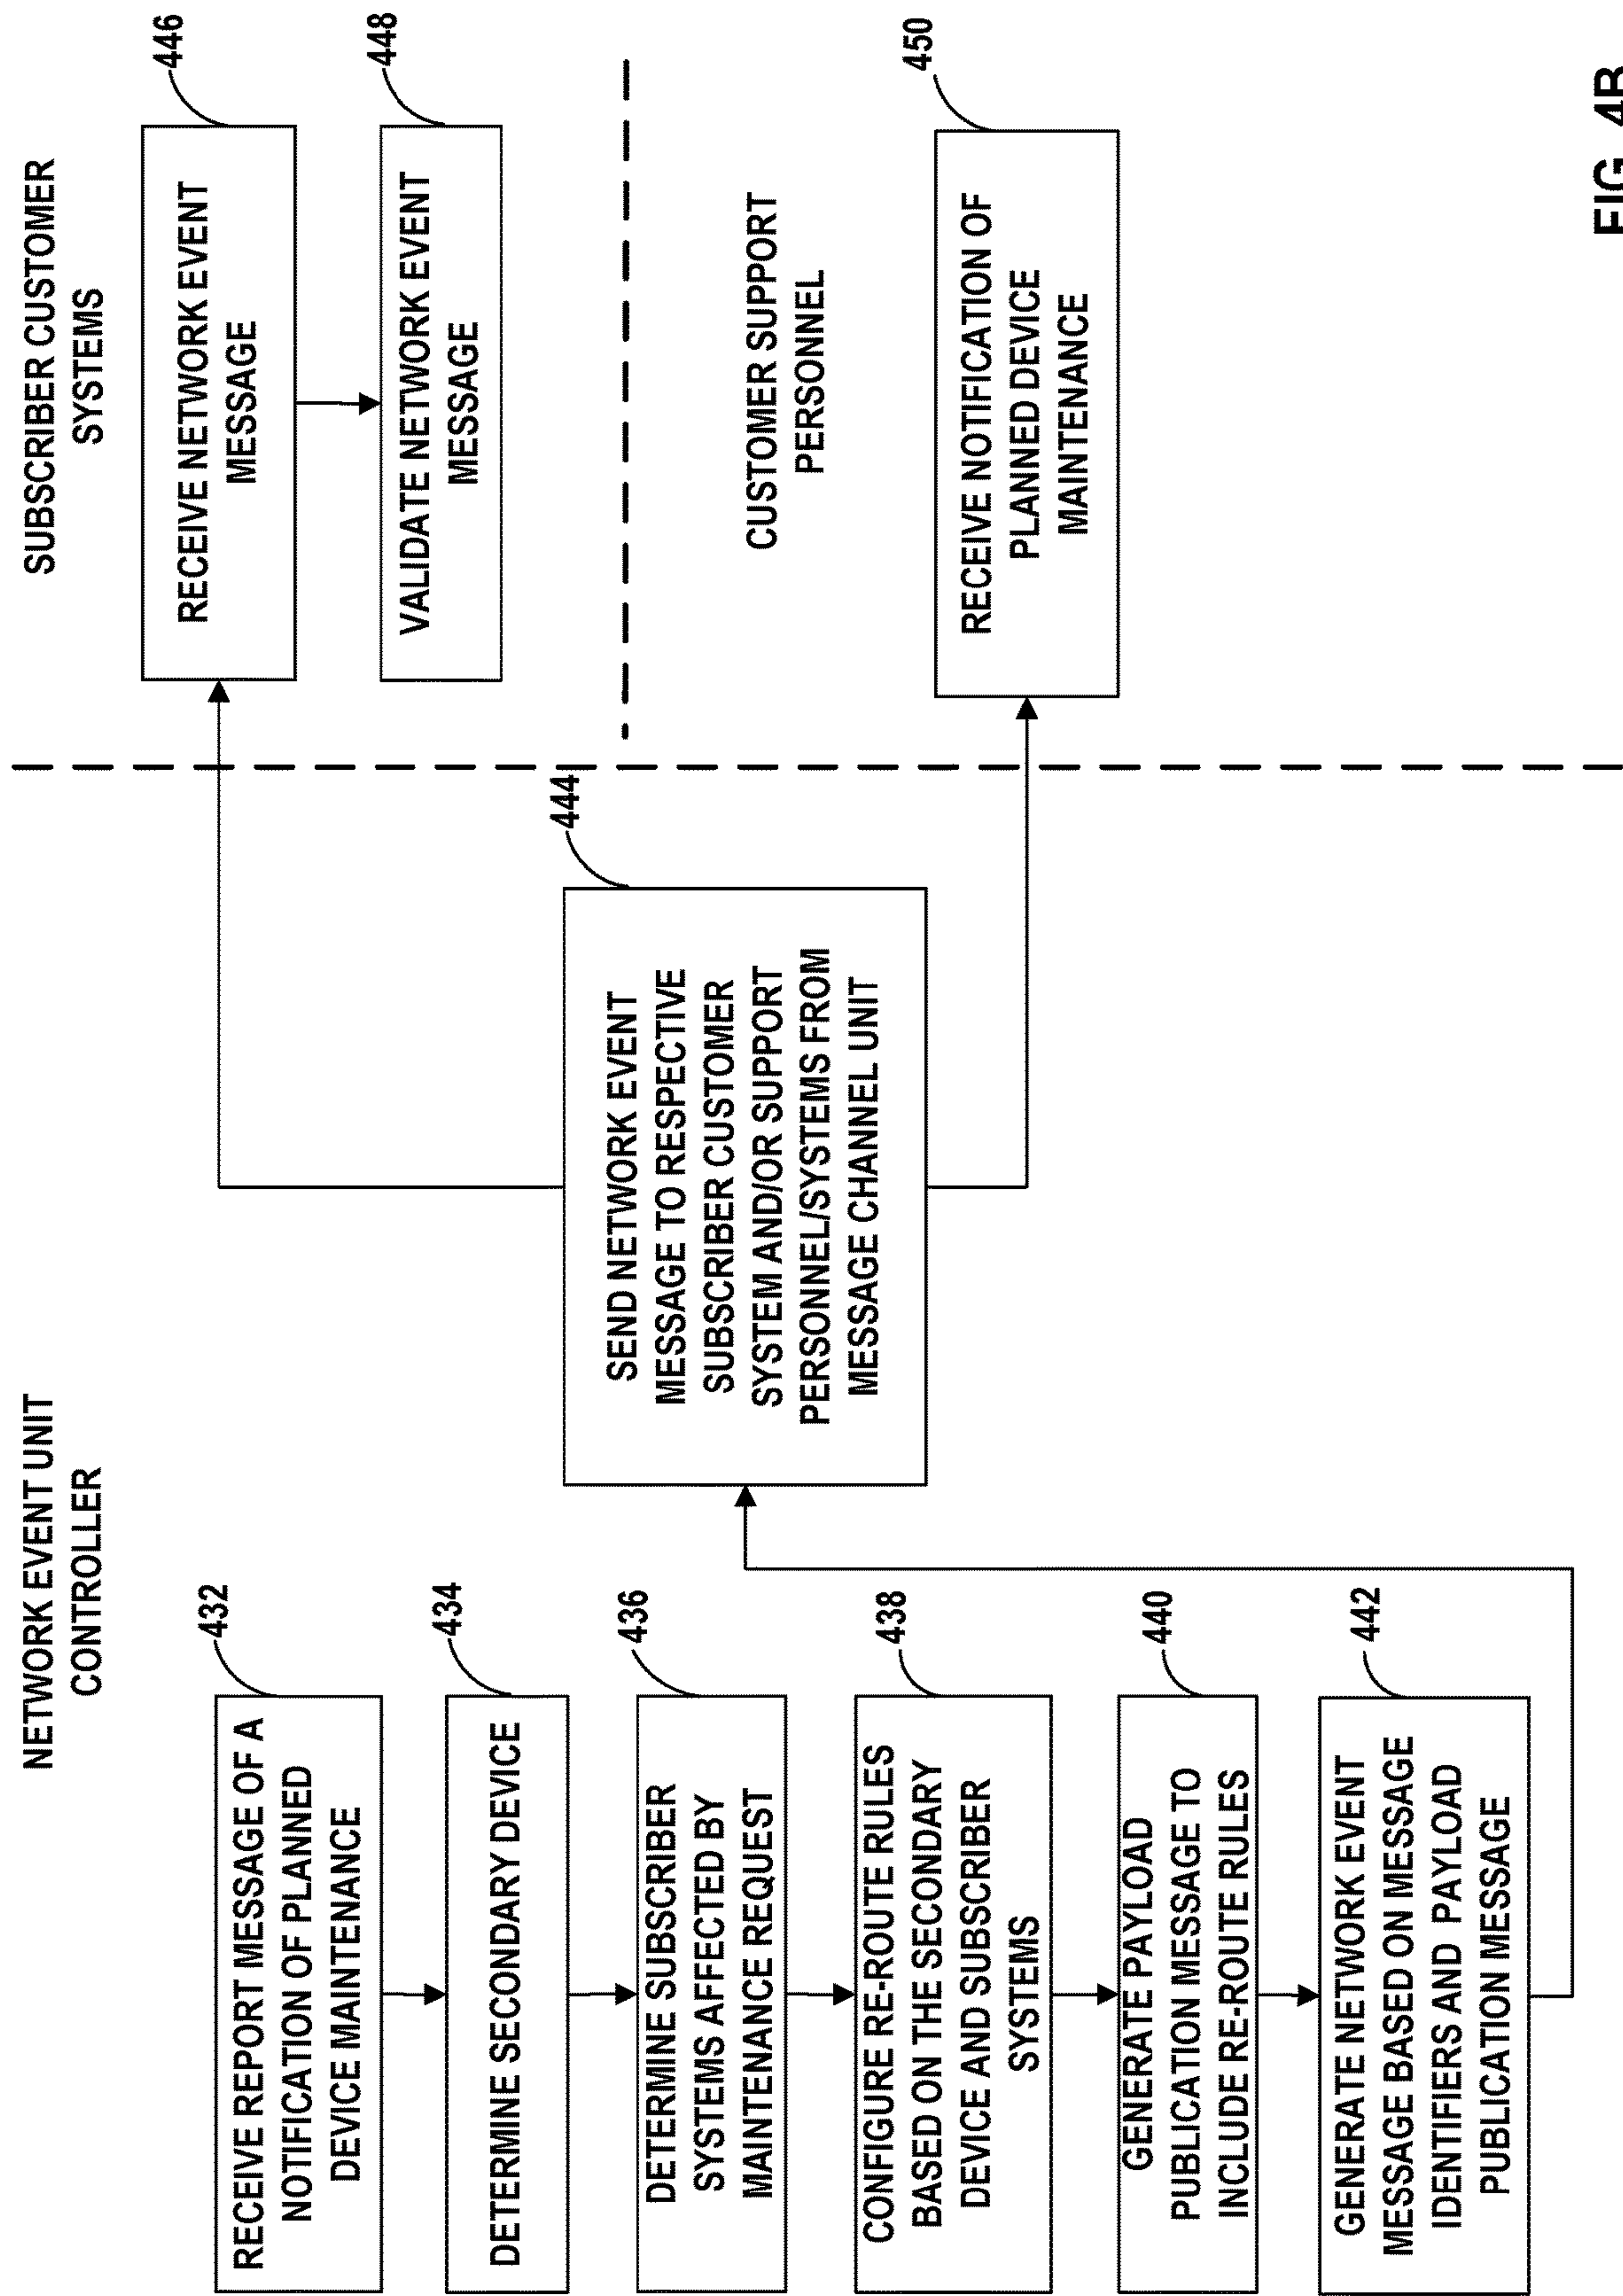 NETWORK EVENT UNIT
CONTROLLER
432
RECEIVE REPORT MESSAGE OF A
NOTIFICATION OF PLANNED
DEVICE MAINTENANCE
434
DETERMINE SECONDARY DEVICE
436
DETERMINE SUBSCRIBER
SYSTEMS AFFECTED BY
MAINTENANCE REQUEST
438
CONFIGURE RE-ROUTE RULES
BASED ON THE SECONDARY
DEVICE AND SUBSCRIBER
SYSTEMS
440
GENERATE PAYLOAD
PUBLICATION MESSAGE TO
INCLUDE RE-ROUTE RULES
442
GENERATE NETWORK EVENT
MESSAGE BASED ON MESSAGE
IDENTIFIERS AND PAYLOAD
PUBLICATION MESSAGE
444
SEND NETWORK EVENT
MESSAGE TO RESPECTIVE
SUBSCRIBER CUSTOMER
SYSTEM AND/OR SUPPORT
PERSONNEL/SYSTEMS FROM
MESSAGE CHANNEL UNIT
SUBSCRIBER CUSTOMER
SYSTEMS
446
RECEIVE NETWORK EVENT
MESSAGE
448
VALIDATE NETWORK EVENT
MESSAGE
CUSTOMER SUPPORT
PERSONNEL
450
RECEIVE NOTIFICATION OF
PLANNED DEVICE
MAINTENANCE
FIG. 4B